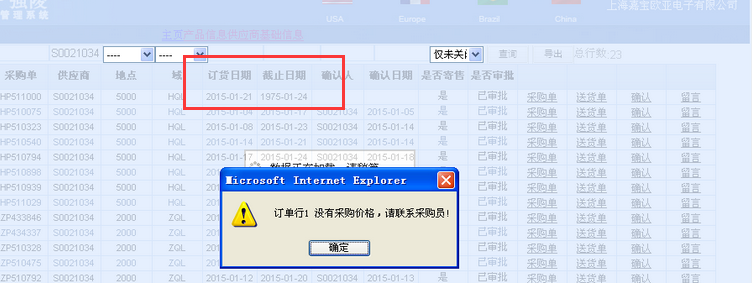 管理系统
USA Europe Brazil China
上海嘉宝欧亚电子有限公司
主页产品信息供应商基础信息
S0021034 ---- ---- 仅未关 查询 导出 总行数:23
采购单 供应商 地点 域 订货日期 截止日期 确认人 确认日期 是否寄售 是否审批
HP511000 S0021034 5000 HQL 2015-01-21 1975-01-24 是 已审批 采购单 送货单 确认 留言
HP510075 S0021034 5000 HQL 2015-01-04 2015-01-17 S0021034 2015-01-05 是 已审批 采购单 送货单 确认 留言
HP510323 S0021034 5000 HQL 2015-01-08 2015-01-23 S0021034 2015-01-14 是 已审批 采购单 送货单 确认 留言
HP510540 S0021034 5000 HQL 2015-01-14 2015-01-21 S0021034 2015-01-14 是 已审批 采购单 送货单 确认 留言
HP510794 S0021034 5000 HQL 2015-01-17 2015-01-24 S0021034 2015-01-18 是 已审批 采购单 送货单 确认 留言
HP510898 S0021034 5000 HQL 数据正在加载，请稍等 是 已审批 采购单 送货单 确认 留言
Microsoft Internet Explorer
HP510939 S0021034 5000 HQL 是 已审批 采购单 送货单 确认 留言
HP511029 S0021034 5000 HQL 是 已审批 采购单 送货单 确认 留言
订单行1 没有采购价格，请联系采购员!
ZP433846 S0021034 2000 ZQL 是 已审批 采购单 送货单 确认 留言
ZP434337 S0021034 2000 ZQL 是 已审批 采购单 送货单 确认 留言
确定
ZP510328 S0021034 2000 ZQL 是 已审批 采购单 送货单 确认 留言
ZP510475 S0021034 2000 ZQL 是 已审批 采购单 送货单 确认 留言
ZP510792 S0021034 2000 ZQL 2015-01-12 2015-01-20 S0021034 2015-01-13 是 已审批 采购单 送货单 确认 留言